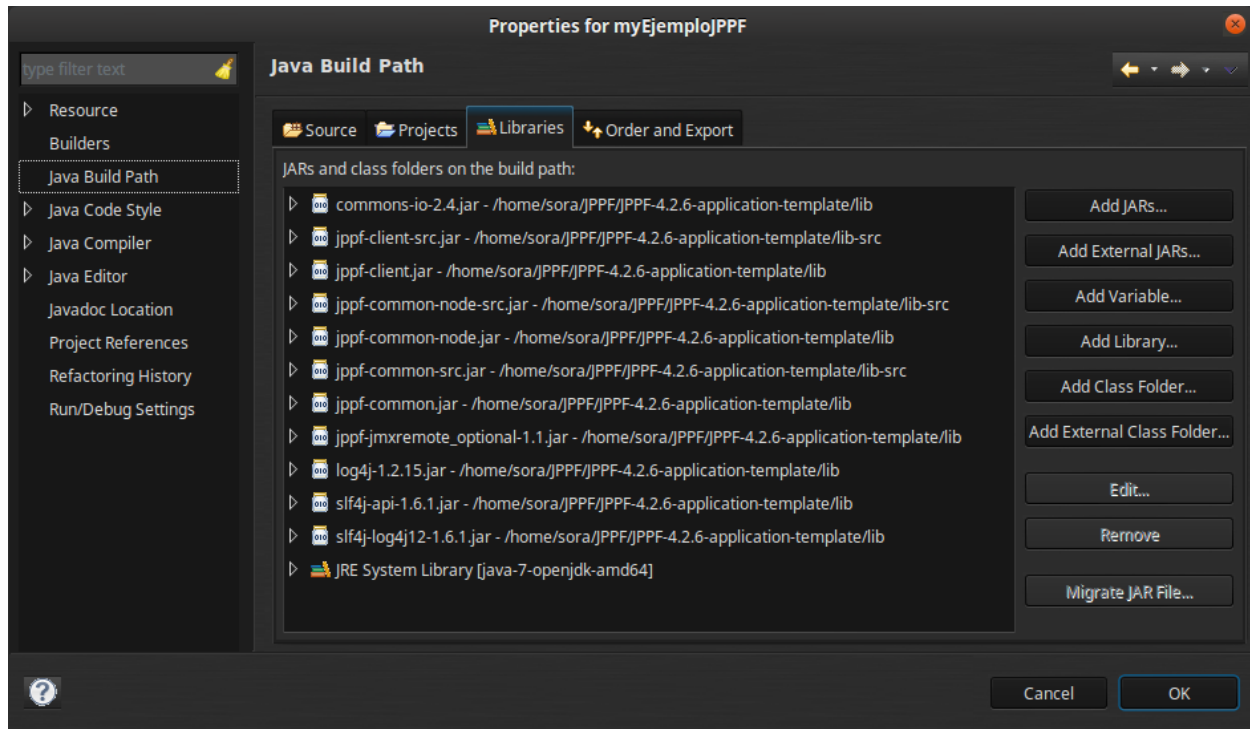 Properties for myEjemploJPPF
type filter text
Resource
Builders
Java Build Path
Java Code Style
Java Compiler
Java Editor
Javadoc Location
Project References
Refactoring History
Run/Debug Settings
Java Build Path
Source Projects Libraries Order and Export
JARs and class folders on the build path:
commons-io-2.4.jar - /home/sora/JPPF/JPPF-4.2.6-application-template/lib
jppf-client-src.jar - /home/sora/JPPF/JPPF-4.2.6-application-template/lib-src
jppf-client.jar - /home/sora/JPPF/JPPF-4.2.6-application-template/lib
jppf-common-node-src.jar - /home/sora/JPPF/JPPF-4.2.6-application-template/lib-src
jppf-common-node.jar - /home/sora/JPPF/JPPF-4.2.6-application-template/lib
jppf-common-src.jar - /home/sora/JPPF/JPPF-4.2.6-application-template/lib-src
jppf-common.jar - /home/sora/JPPF/JPPF-4.2.6-application-template/lib
jppf-jmxremote_optional-1.1.jar - /home/sora/JPPF/JPPF-4.2.6-application-template/lib
log4j-1.2.15.jar - /home/sora/JPPF/JPPF-4.2.6-application-template/lib
slf4j-api-1.6.1.jar - /home/sora/JPPF/JPPF-4.2.6-application-template/lib
slf4j-log4j12-1.6.1.jar - /home/sora/JPPF/JPPF-4.2.6-application-template/lib
JRE System Library [java-7-openjdk-amd64]
Add JARs...
Add External JARs...
Add Variable...
Add Library...
Add Class Folder...
Add External Class Folder...
Edit...
Remove
Migrate JAR File...
Cancel
OK